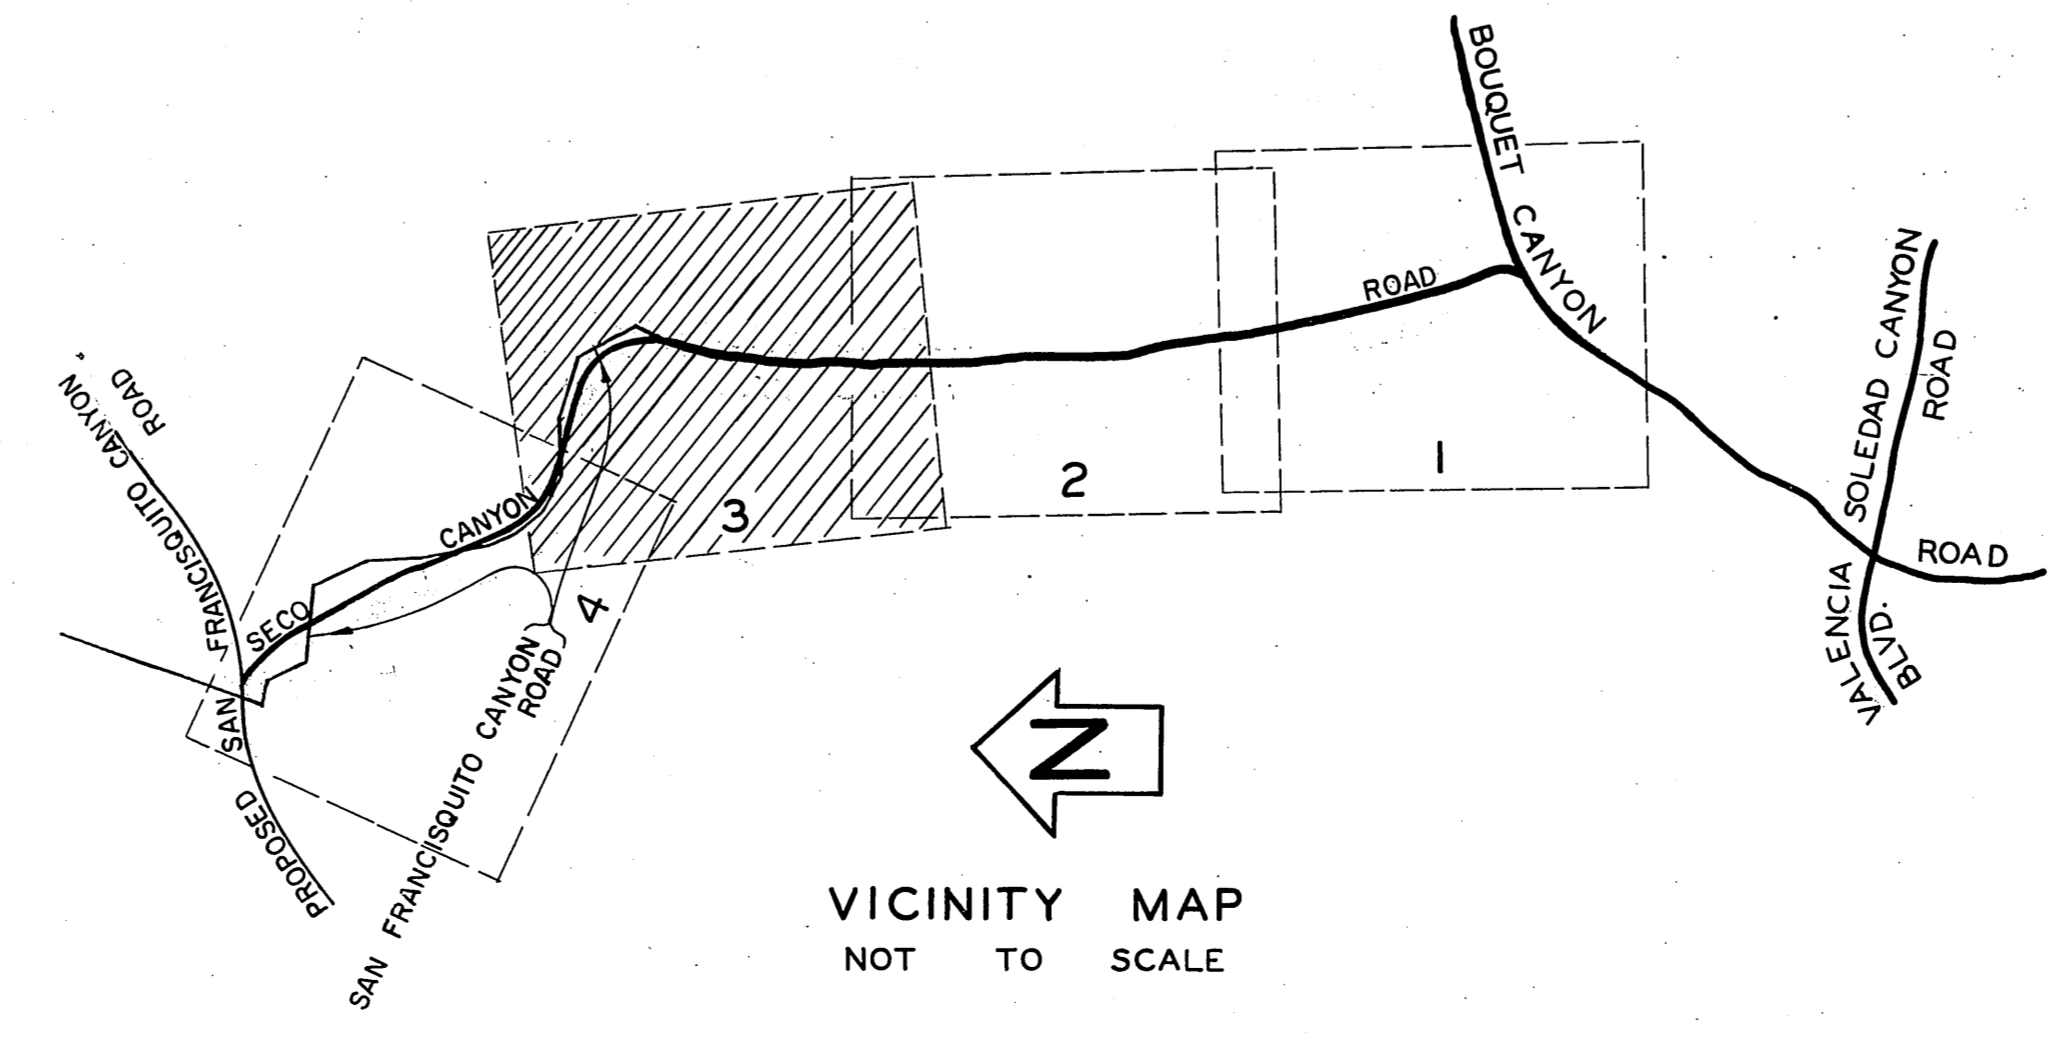 BOUQUET CANYON
ROAD
SOLEDAD CANYON
ROAD
VALENCIA
BLVD.
ROAD
1
2
3
4
SECO CANYON
SAN FRANCISQUITO CANYON
ROAD
PROPOSED SAN FRANCISQUITO CANYON
ROAD
N
VICINITY MAP
NOT TO SCALE